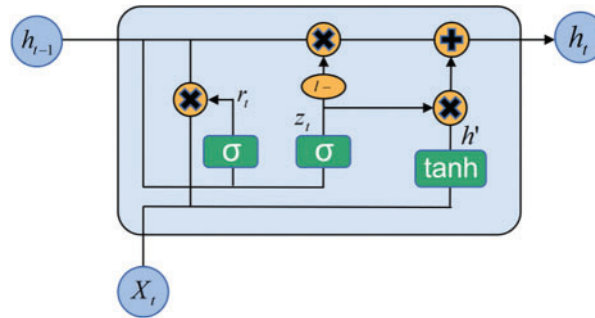 h_{t-1}
h_t
1 -
r_t
z_t
h'
σ
σ
tanh
X_t